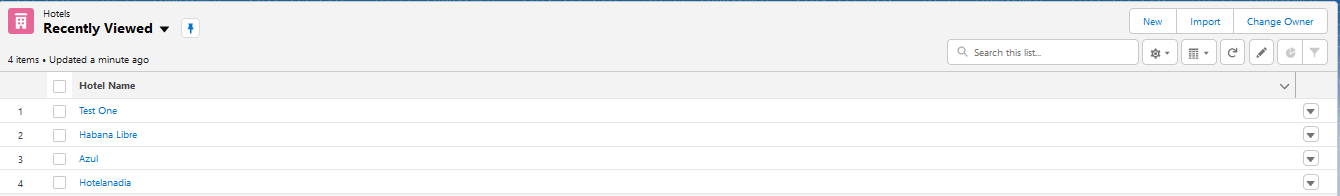 Hotels
Recently Viewed
New Import Change Owner
4 items • Updated a minute ago
Search this list...
Hotel Name
1 Test One
2 Habana Libre
3 Azul
4 Hotelanadia